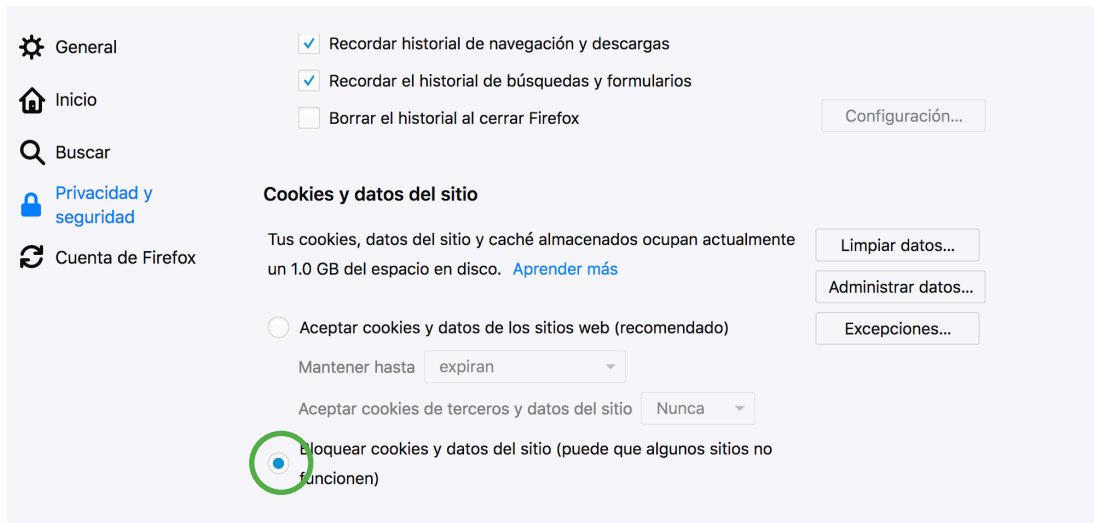 General
Inicio
Buscar
Privacidad y
seguridad
Cuenta de Firefox
Recordar historial de navegación y descargas
Recordar el historial de búsquedas y formularios
Borrar el historial al cerrar Firefox
Configuración...
Cookies y datos del sitio
Tus cookies, datos del sitio y caché almacenados ocupan actualmente
un 1.0 GB del espacio en disco. Aprender más
Limpiar datos...
Administrar datos...
Excepciones...
Aceptar cookies y datos de los sitios web (recomendado)
Mantener hasta expiran
Aceptar cookies de terceros y datos del sitio Nunca
Bloquear cookies y datos del sitio (puede que algunos sitios no
funcionen)